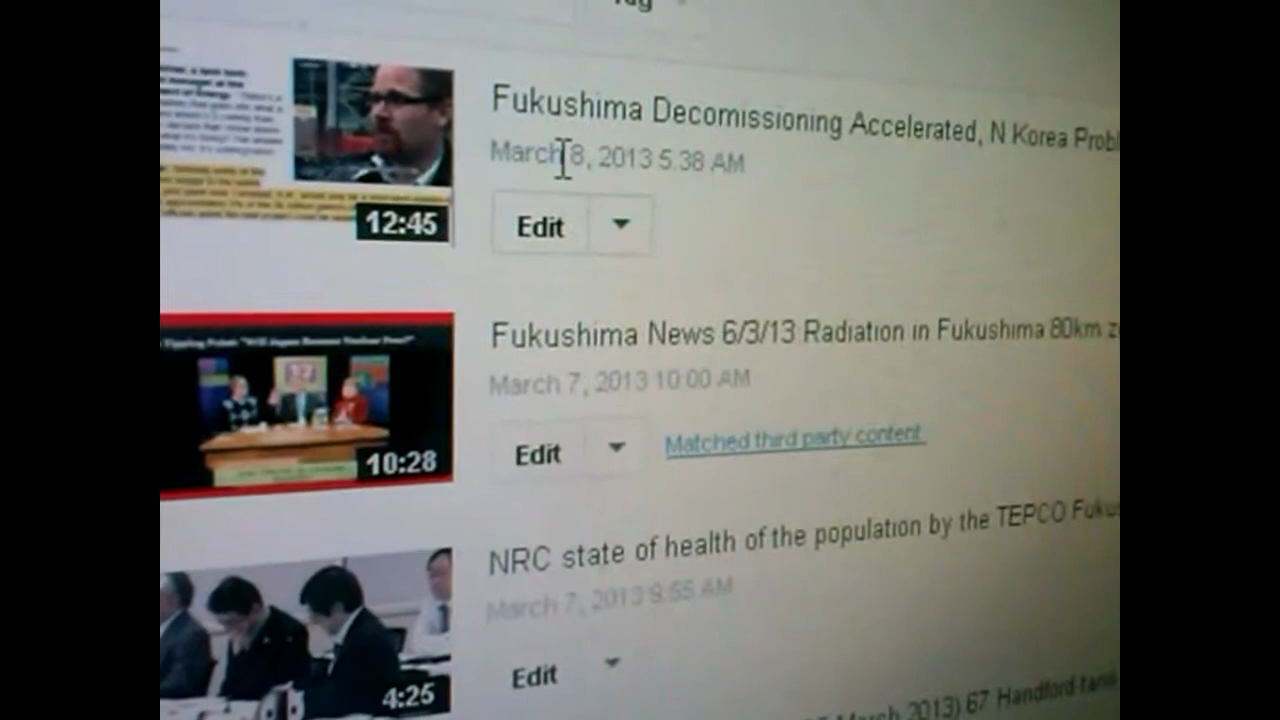 Fukushima Decomissioning Accelerated, N Korea Probl
March 8, 2013 5:38 AM
Edit
12:45
Fukushima News 6/3/13 Radiation in Fukushima 80km z
March 7, 2013 10:00 AM
Edit
Matched third party content.
10:28
NRC state of health of the population by the TEPCO Fukus
March 7, 2013 9:55 AM
Edit
4:25
March 2013) 67 Handford tank